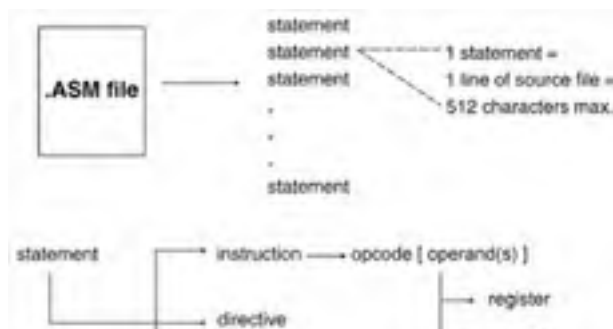 statement
statement
.ASM file
statement
1 statement =
1 line of source file =
512 characters max.
.
.
.
statement
statement
instruction
opcode [ operand(s) ]
register
directive